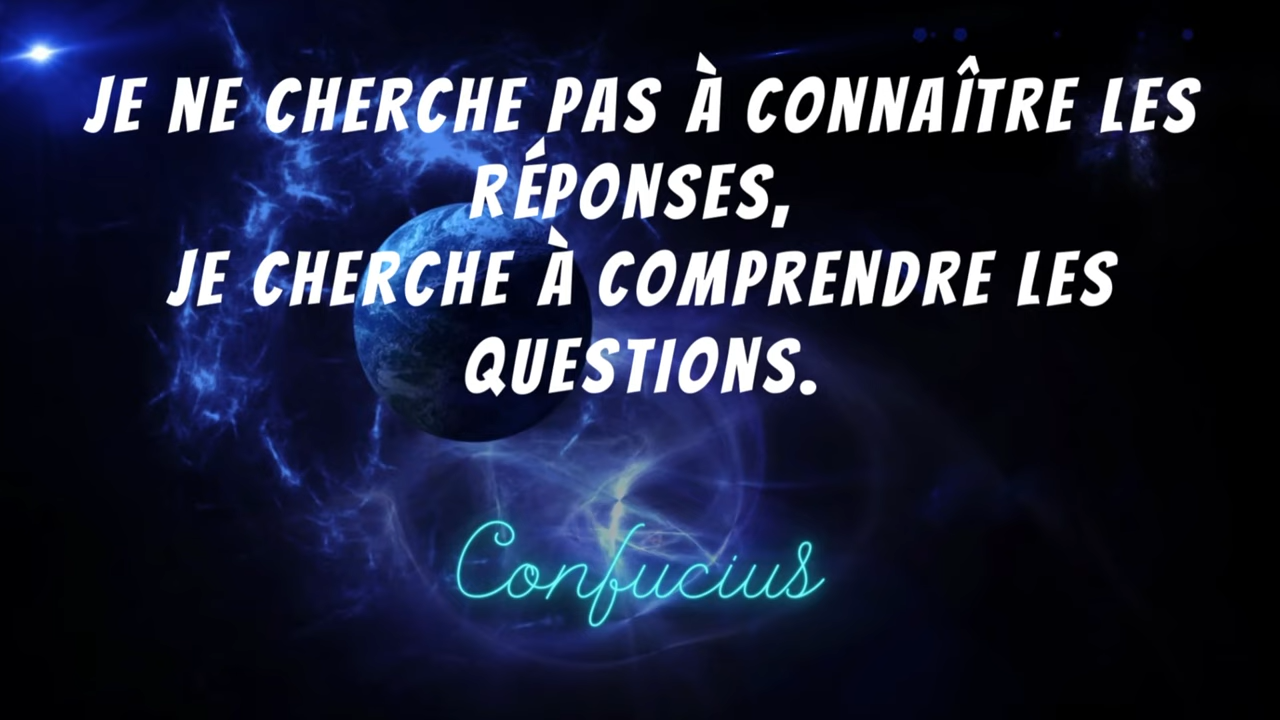 JE NE CHERCHE PAS À CONNAÎTRE LES
RÉPONSES,
JE CHERCHE À COMPRENDRE LES
QUESTIONS.
Confucius